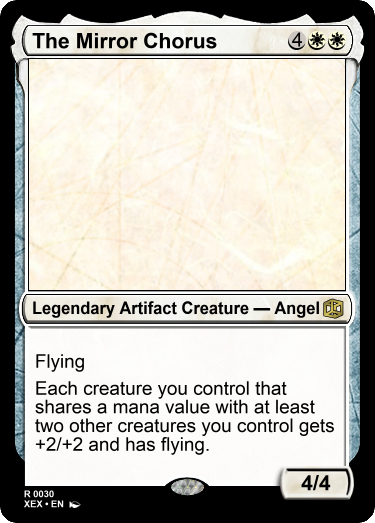 The Mirror Chorus 4
Legendary Artifact Creature — Angel
Flying
Each creature you control that
shares a mana value with at least
two other creatures you control gets
+2/+2 and has flying.
4/4
R 0030
XEX • EN